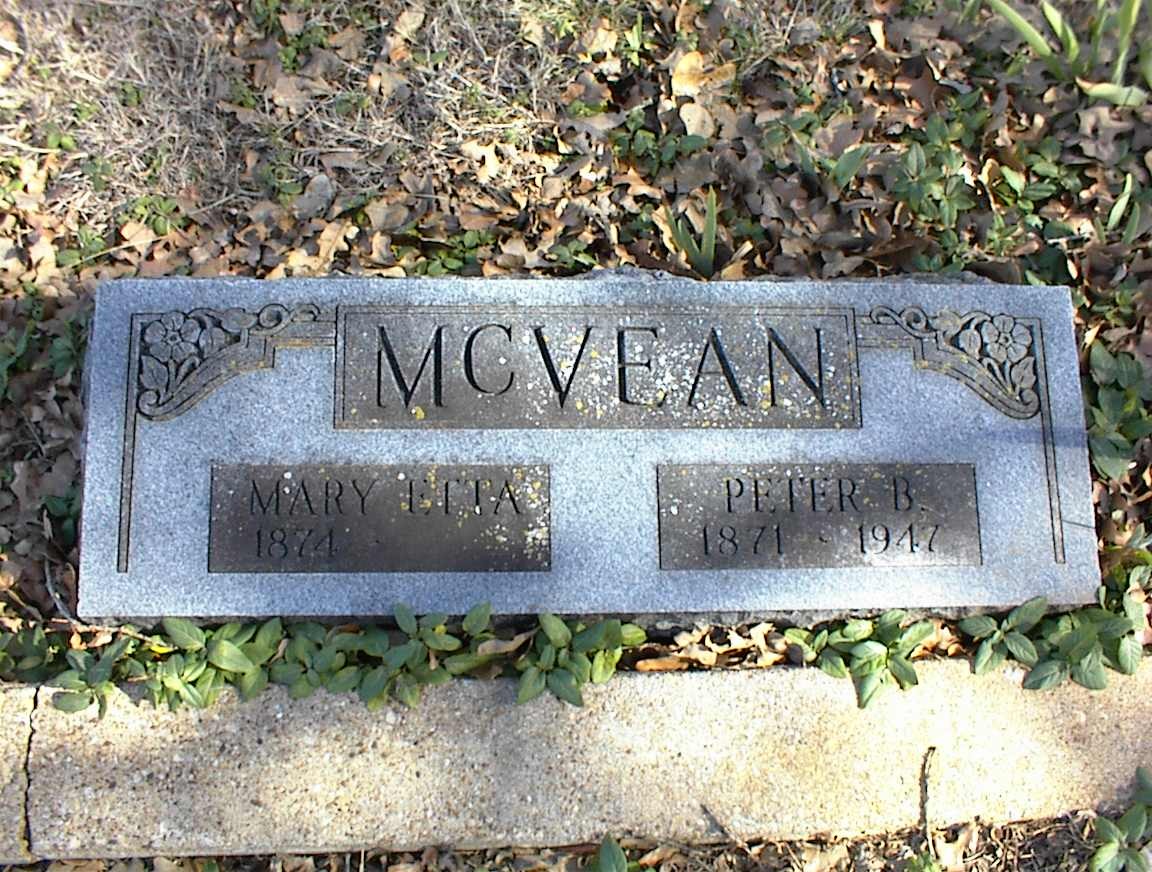 McVEAN
MARY ETTA
1874 ·
PETER B.
1871 · 1947